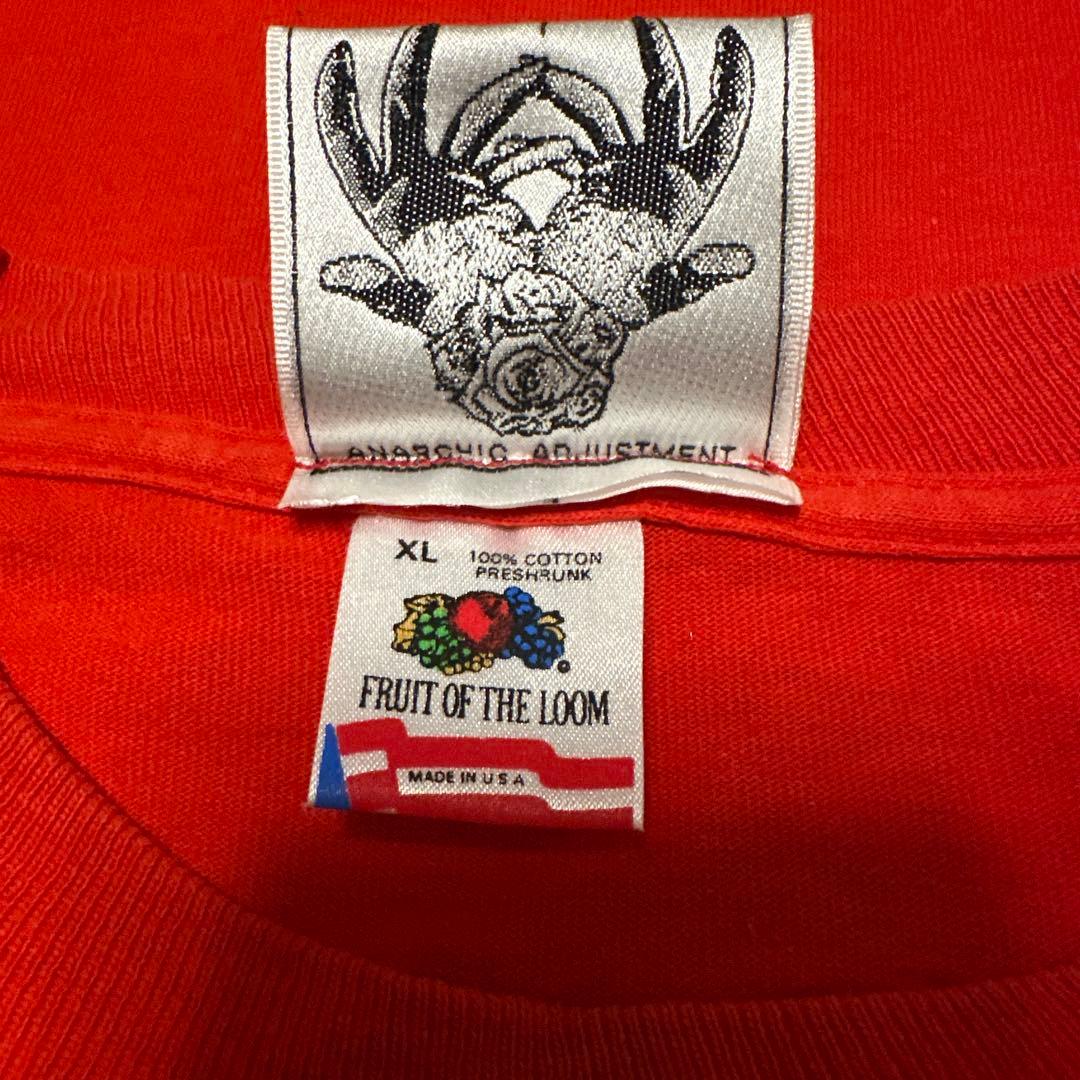 ANARCHIC ADJUSTMENT
XL
100% COTTON
PRESHRUNK
FRUIT OF THE LOOM
MADE IN U S A